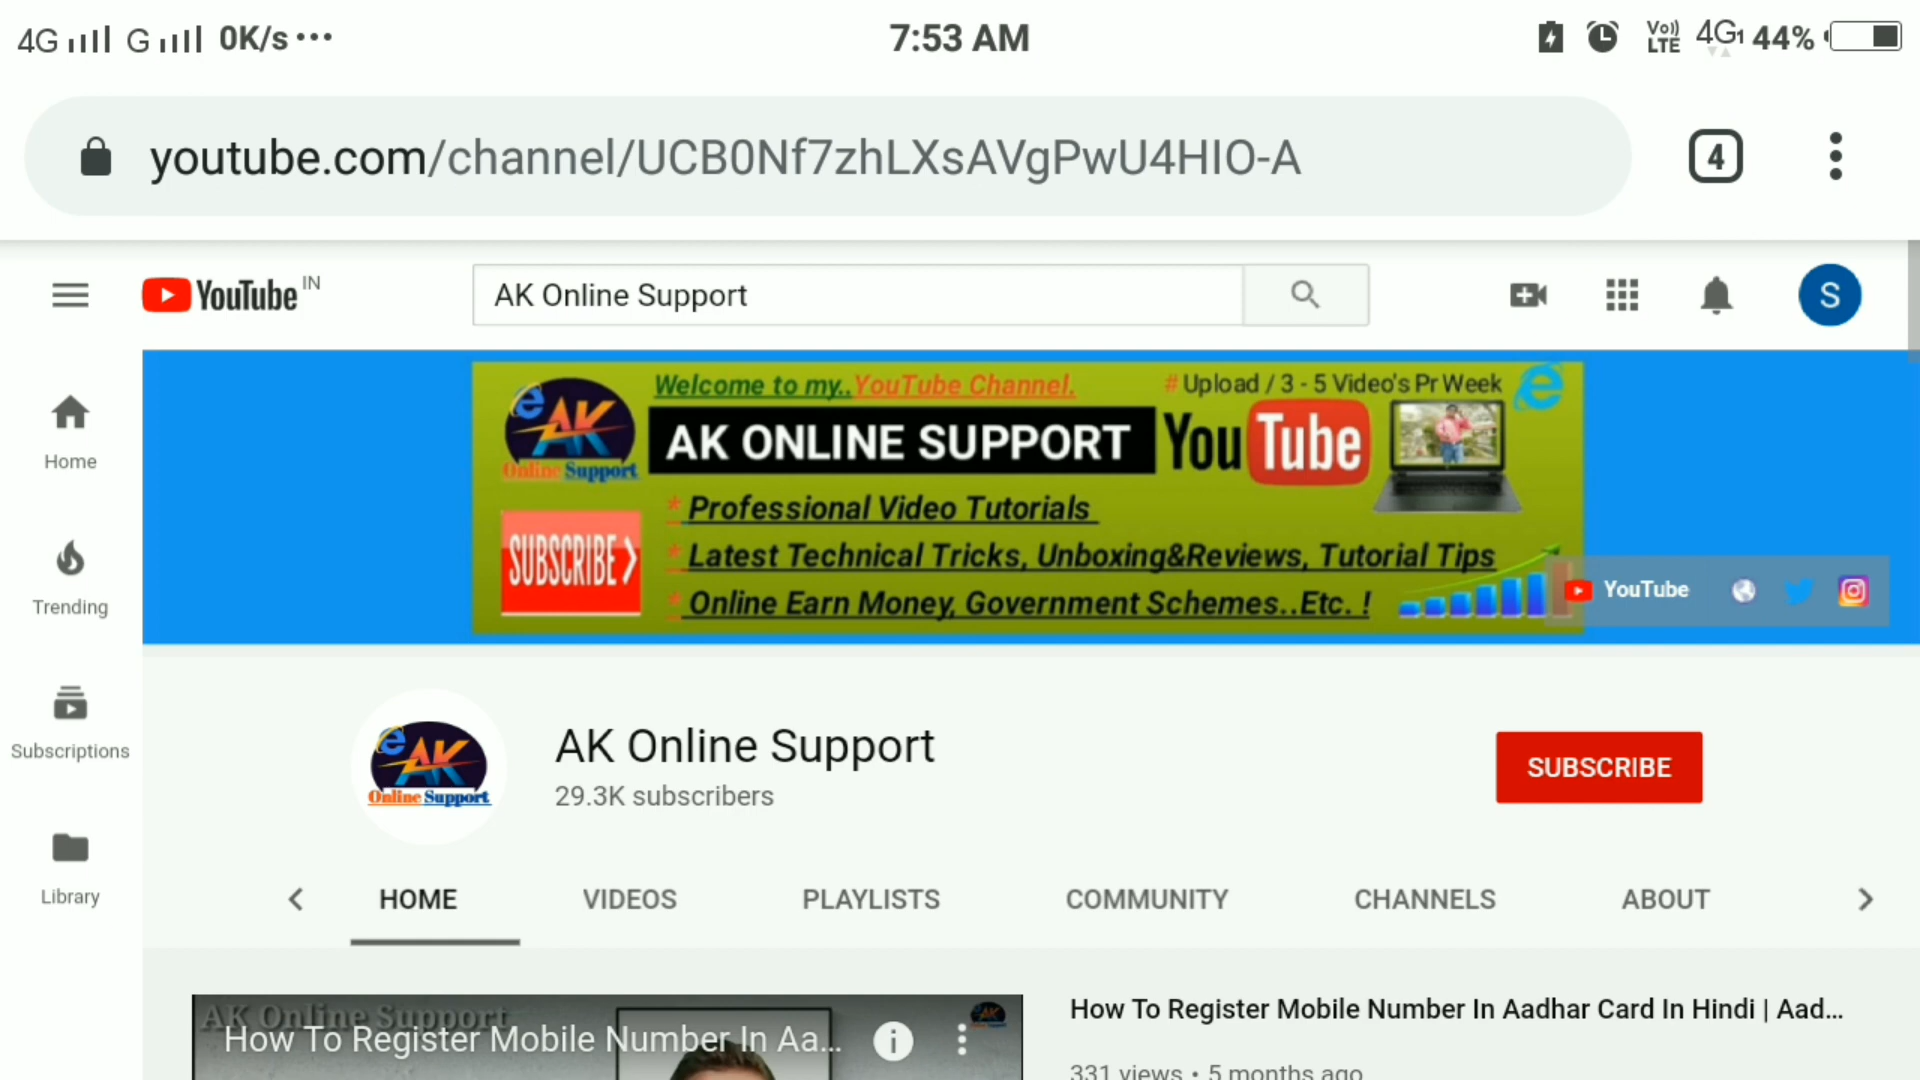 4G G 0K/s ... 7:53 AM Vo)) LTE 4G1 44%
youtube.com/channel/UCB0Nf7zhLXsAVgPwU4HIO-A 4
YouTube IN AK Online Support S
Welcome to my..YouTube Channel. # Upload / 3 - 5 Video's Pr Week
AK Online Support
AK ONLINE SUPPORT YouTube
* Professional Video Tutorials
SUBSCRIBE
* Latest Technical Tricks, Unboxing&Reviews, Tutorial Tips
* Online Earn Money, Government Schemes..Etc. !
YouTube
Home
Trending
Subscriptions
Library
AK Online Support
AK Online Support
29.3K subscribers
SUBSCRIBE
HOME VIDEOS PLAYLISTS COMMUNITY CHANNELS ABOUT
AK Online Support
How To Register Mobile Number In Aa...
How To Register Mobile Number In Aadhar Card In Hindi | Aad...
331 views • 5 months ago